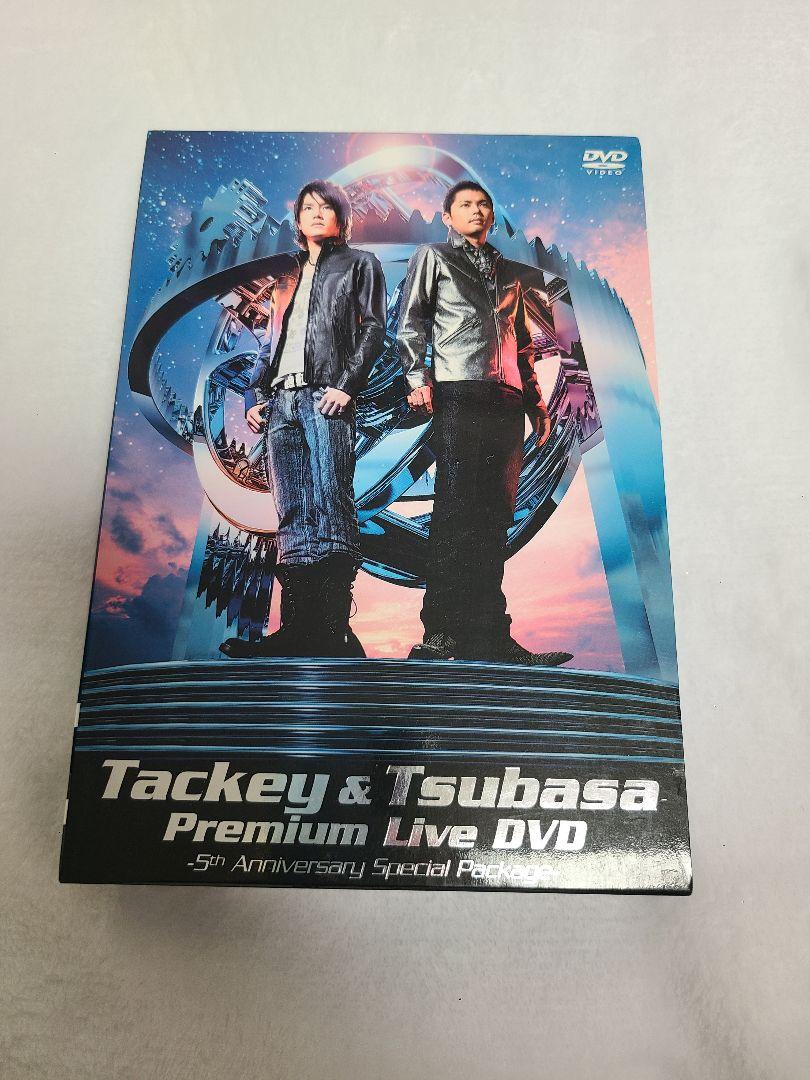 DVD
VIDEO
Tackey & Tsubasa
Premium Live DVD
-5th Anniversary Special Package-